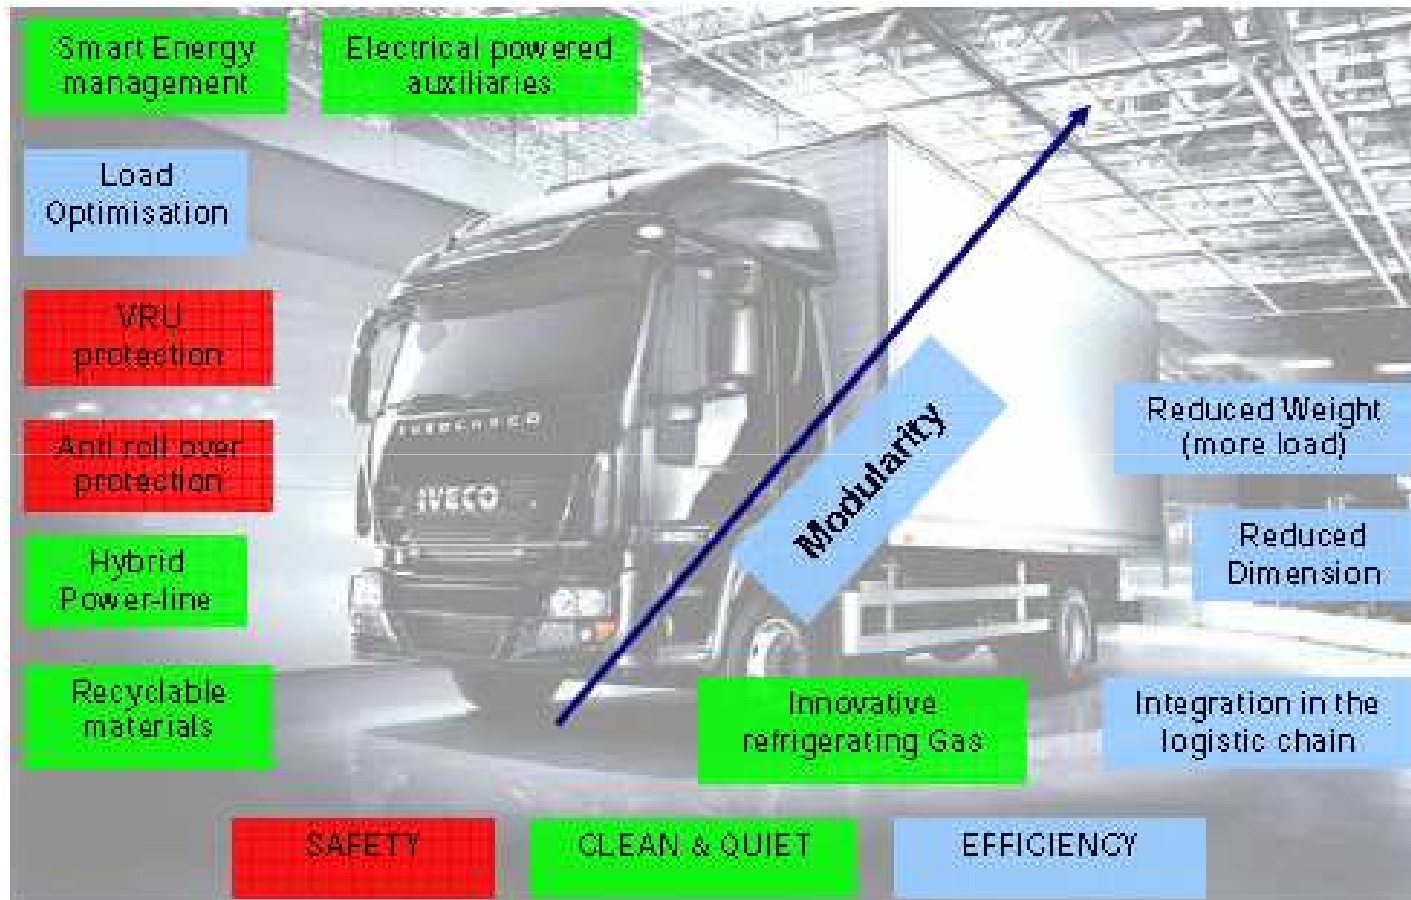 Smart Energy
management
Electrical powered
auxiliaries
Load
Optimisation
VRU
protection
Anti roll over
protection
Hybrid
Power-line
Recyclable
materials
EUROCARGO
IVECO
Modularity
Reduced Weight
(more load)
Reduced
Dimension
Innovative
refrigerating Gas
Integration in the
logistic chain
SAFETY
CLEAN & QUIET
EFFICIENCY